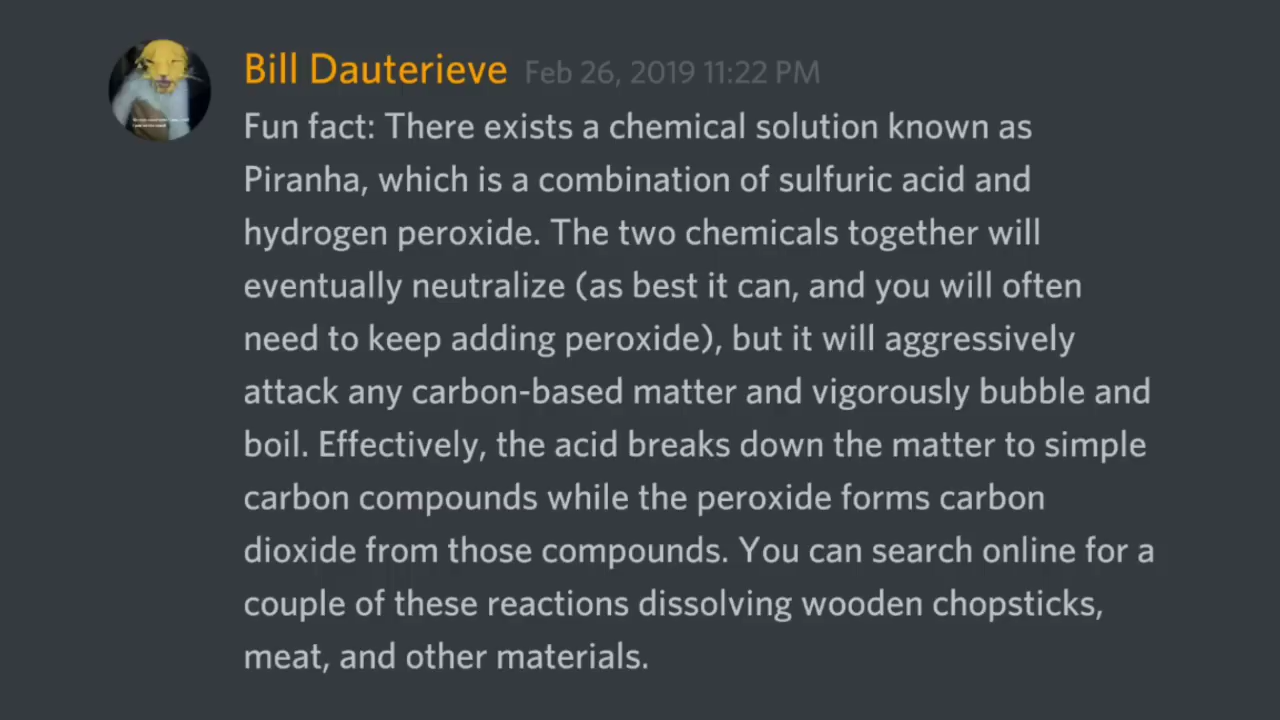 Bill Dauterieve Feb 26, 2019 11:22 PM
Fun fact: There exists a chemical solution known as
Piranha, which is a combination of sulfuric acid and
hydrogen peroxide. The two chemicals together will
eventually neutralize (as best it can, and you will often
need to keep adding peroxide), but it will aggressively
attack any carbon-based matter and vigorously bubble and
boil. Effectively, the acid breaks down the matter to simple
carbon compounds while the peroxide forms carbon
dioxide from those compounds. You can search online for a
couple of these reactions dissolving wooden chopsticks,
meat, and other materials.